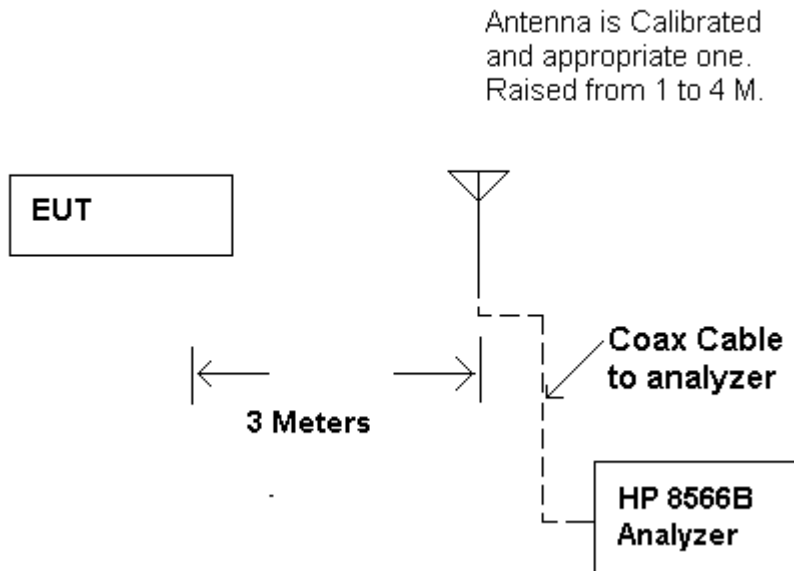 Antenna is Calibrated
and appropriate one.
Raised from 1 to 4 M.
EUT
Coax Cable
to analyzer
3 Meters
HP 8566B
Analyzer